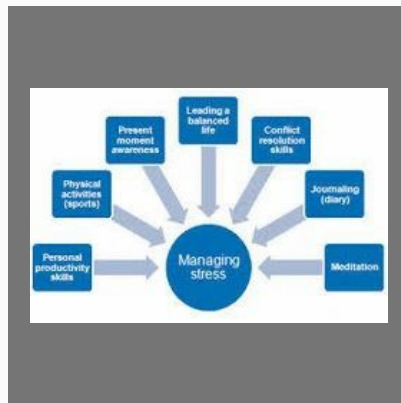 Leading a
balanced
life
Present
moment
awareness
Conflict
resolution
skills
Physical
activities
(sports)
Journaling
(diary)
Personal
productivity
skills
Managing
stress
Meditation